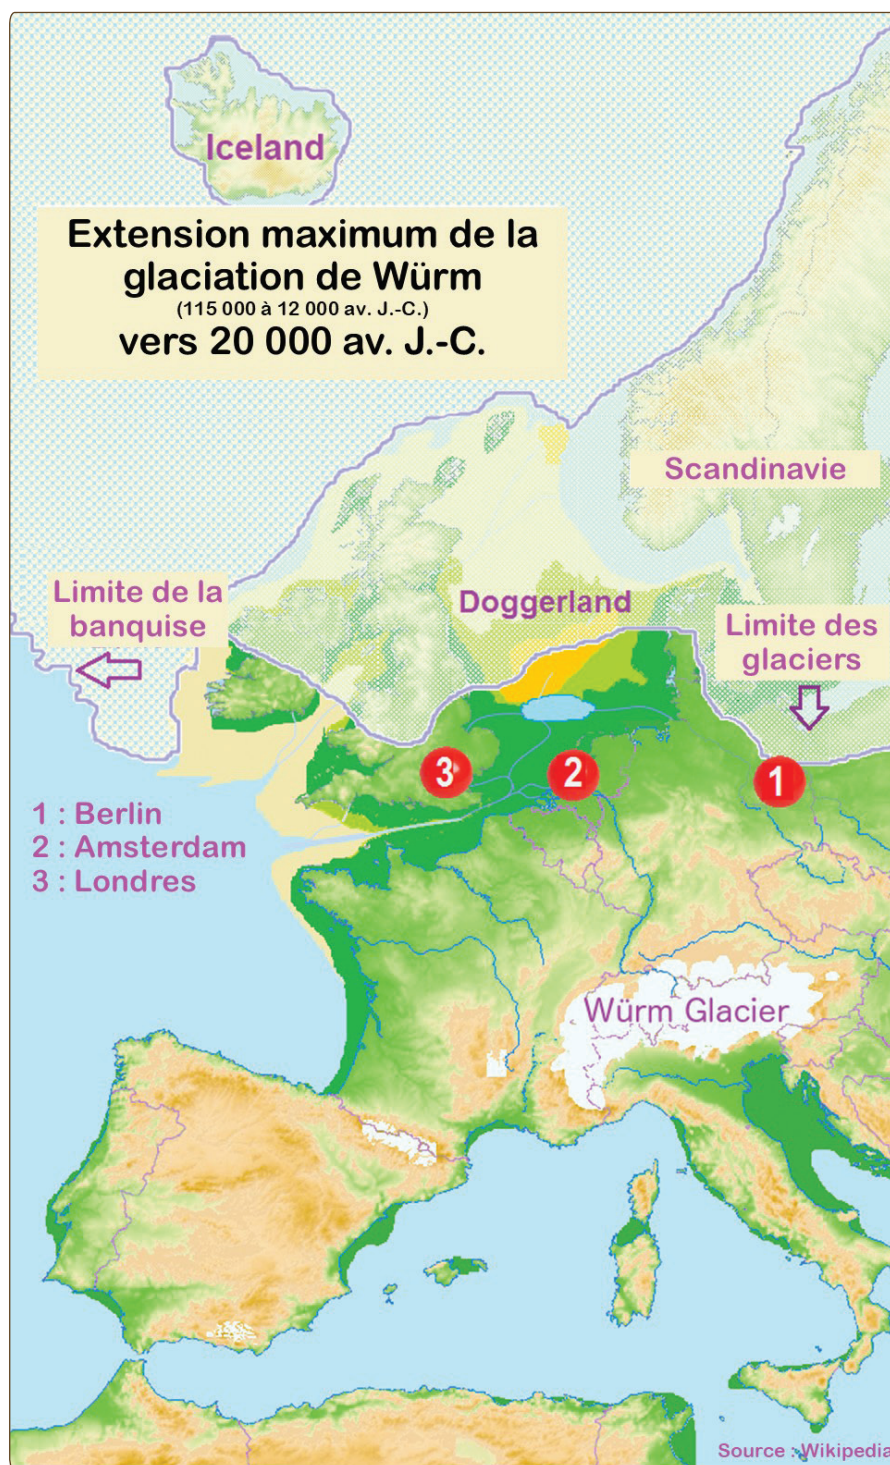 Iceland
Extension maximum de la
glaciation de Würm
(115 000 à 12 000 av. J.-C.)
vers 20 000 av. J.-C.
Scandinavie
Limite de la
banquise
Doggerland
Limite des
glaciers
3
2
1
1 : Berlin
2 : Amsterdam
3 : Londres
Würm Glacier
Source : Wikipedia